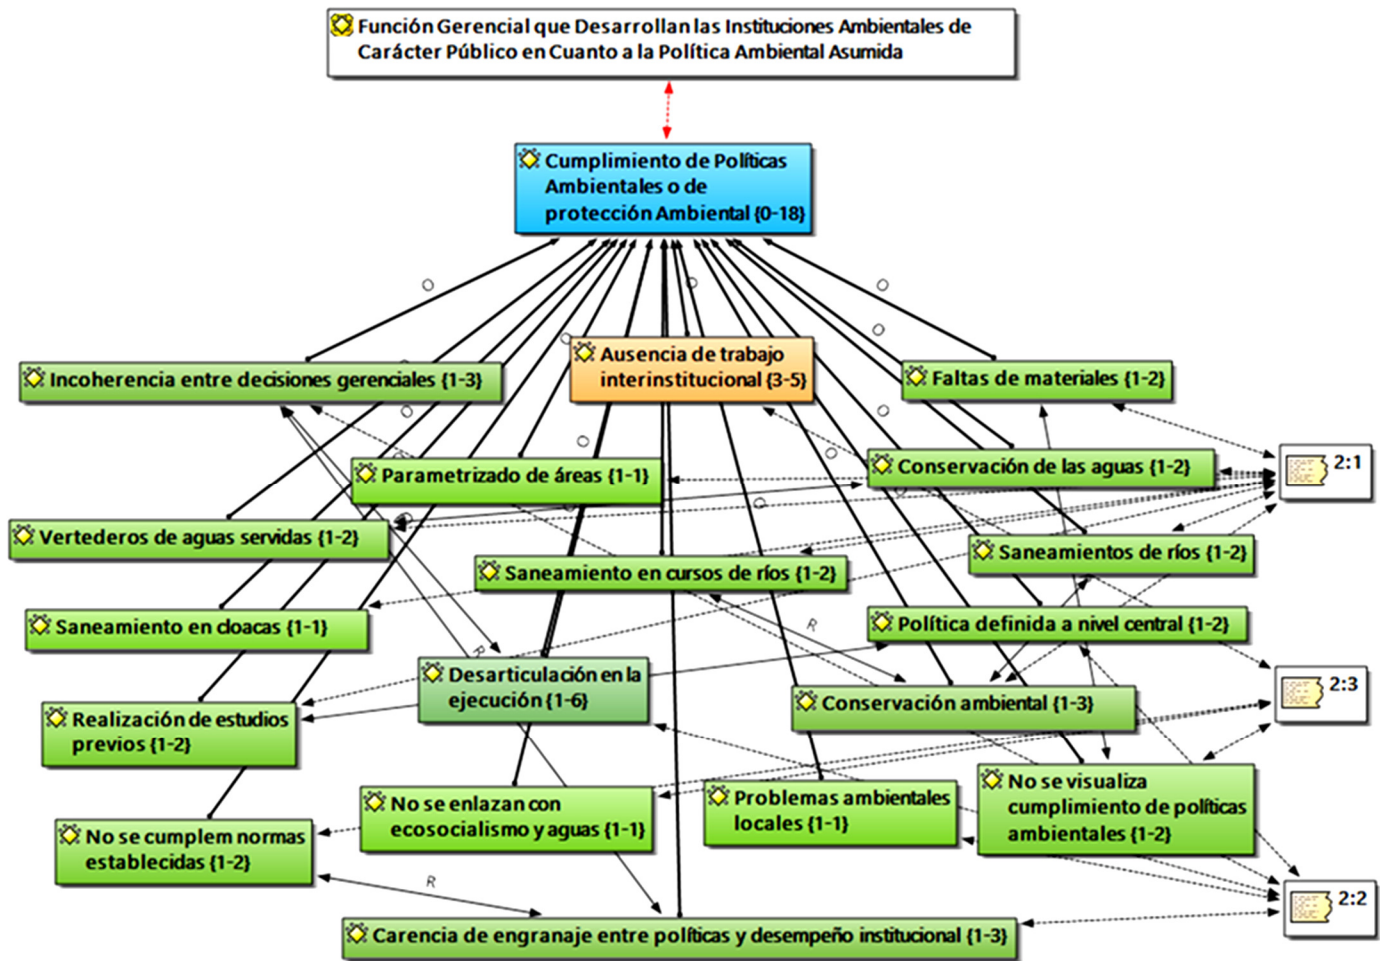 Función Gerencial que Desarrollan las Instituciones Ambientales de
Carácter Público en Cuanto a la Política Ambiental Asumida
Cumplimiento de Políticas
Ambientales o de
protección Ambiental {0-18}
O
O
O
O
Ausencia de trabajo
interinstitucional {3-5}
O
O
Incoherencia entre decisiones gerenciales {1-3}
Faltas de materiales {1-2}
O
O
O
O
Parametrizado de áreas {1-1}
Conservación de las aguas {1-2}
2:1
O
O
O
Vertederos de aguas servidas {1-2}
Saneamientos de ríos {1-2}
Saneamiento en cursos de ríos {1-2}
Saneamiento en cloacas {1-1}
R
Política definida a nivel central {1-2}
R
Desarticulación en la
ejecución {1-6}
2:3
Conservación ambiental {1-3}
Realización de estudios
previos {1-2}
No se enlazan con
ecosocialismo y aguas {1-1}
Problemas ambientales
locales {1-1}
No se visualiza
cumplimiento de políticas
ambientales {1-2}
No se cumplem normas
establecidas {1-2}
R
2:2
Carencia de engranaje entre políticas y desempeño institucional {1-3}